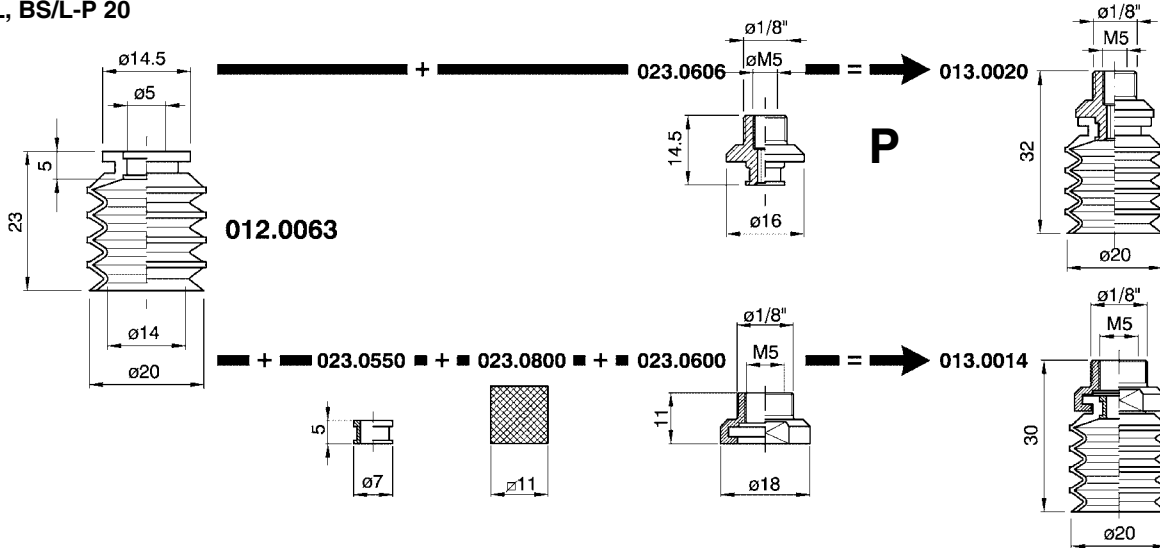 L, BS/L-P 20
ø14.5
ø5
5
23
012.0063
ø14
ø20
+
023.0606
ø1/8"
øM5
14.5
ø16
=
013.0020
P
ø1/8"
M5
32
ø20
+ 023.0550 + 023.0800 + 023.0600 = 013.0014
5
ø7
□11
ø1/8"
M5
11
ø18
ø1/8"
M5
30
ø20